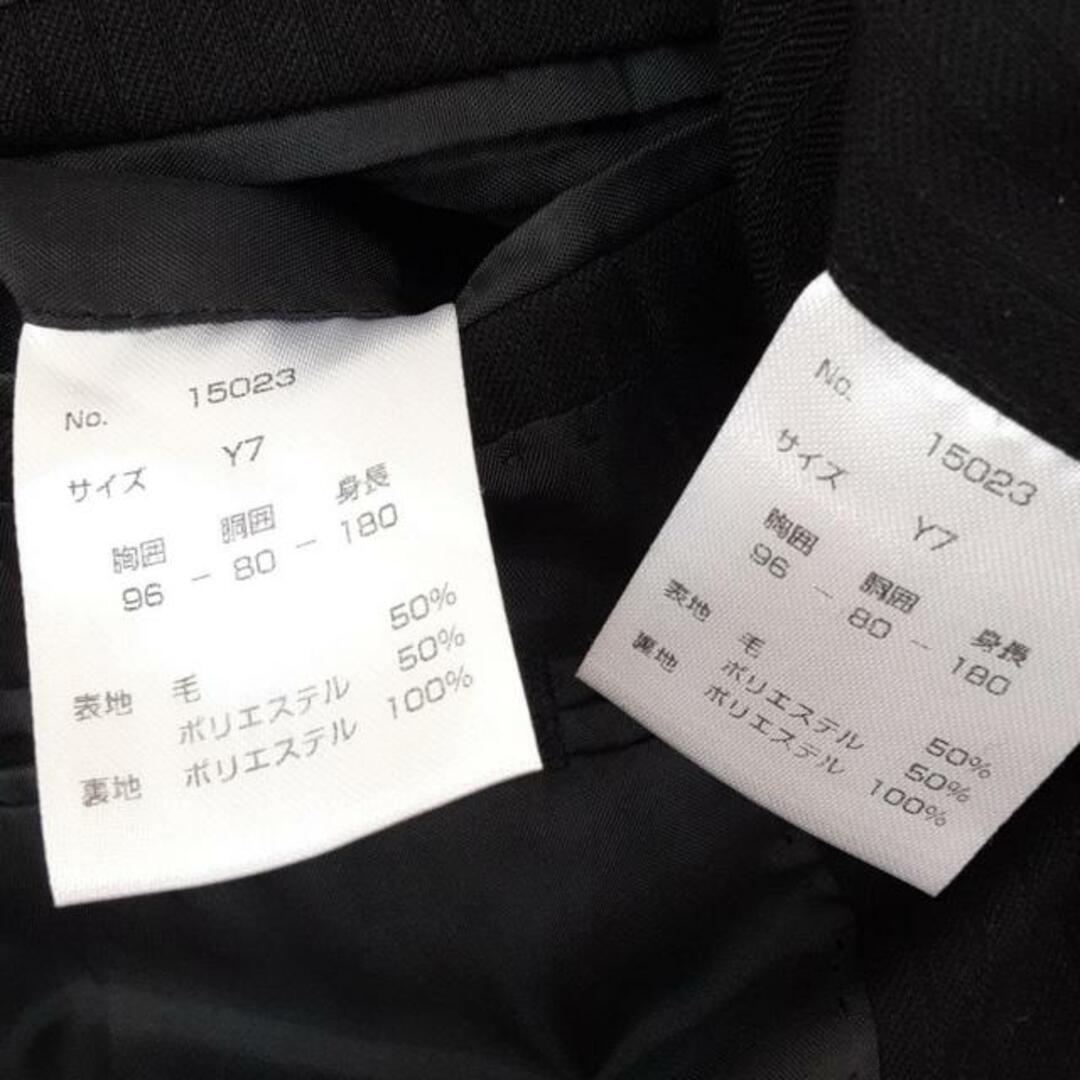 No. 15023
サイズ Y7
胸囲 胴囲 身長
96 - 80 - 180
表地 毛 50%
ポリエステル 50%
裏地 ポリエステル 100%
No. 15023
サイズ Y7
胸囲 胴囲 身長
96 - 80 - 180
表地 毛 50%
ポリエステル 50%
裏地 ポリエステル 100%